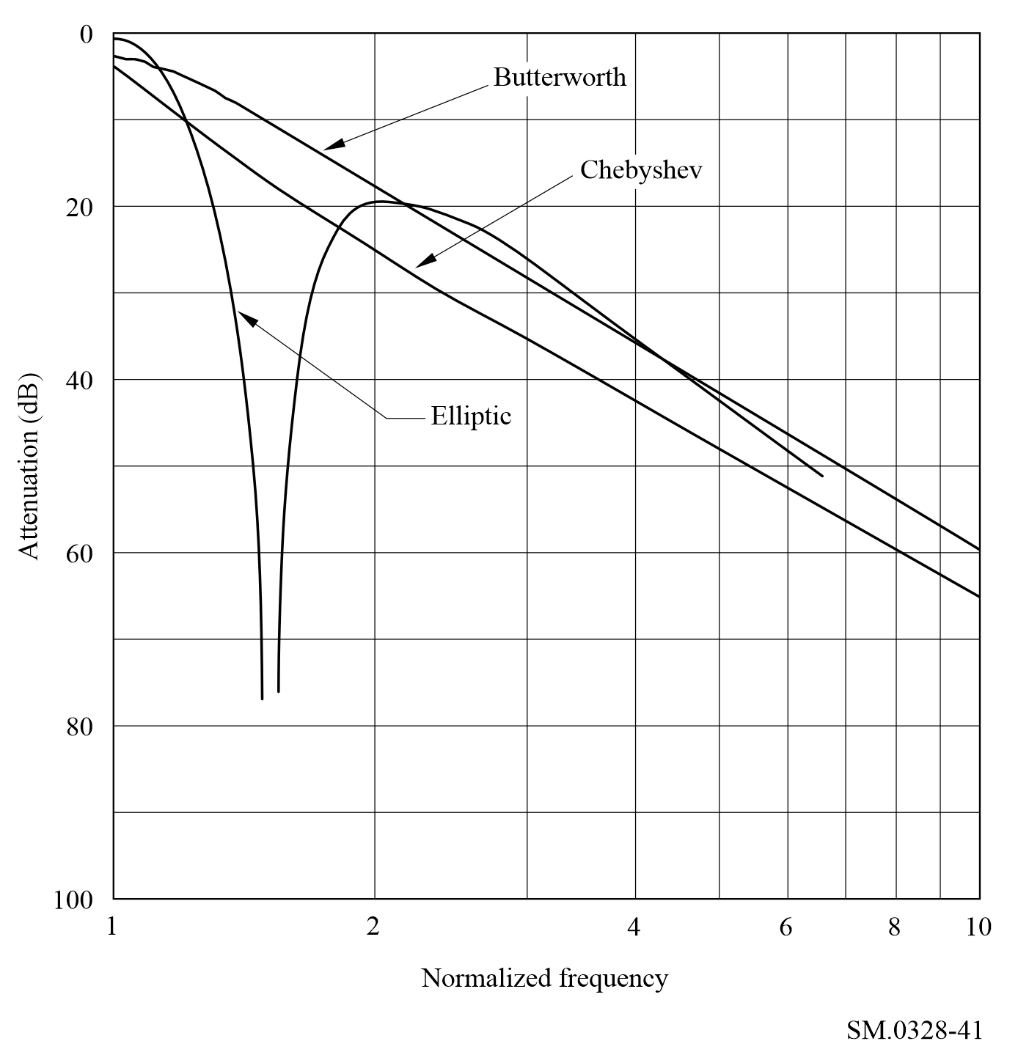 0
Butterworth
Chebyshev
20
40
Elliptic
Attenuation (dB)
60
80
100
1 2 4 6 8 10
Normalized frequency
SM.0328-41